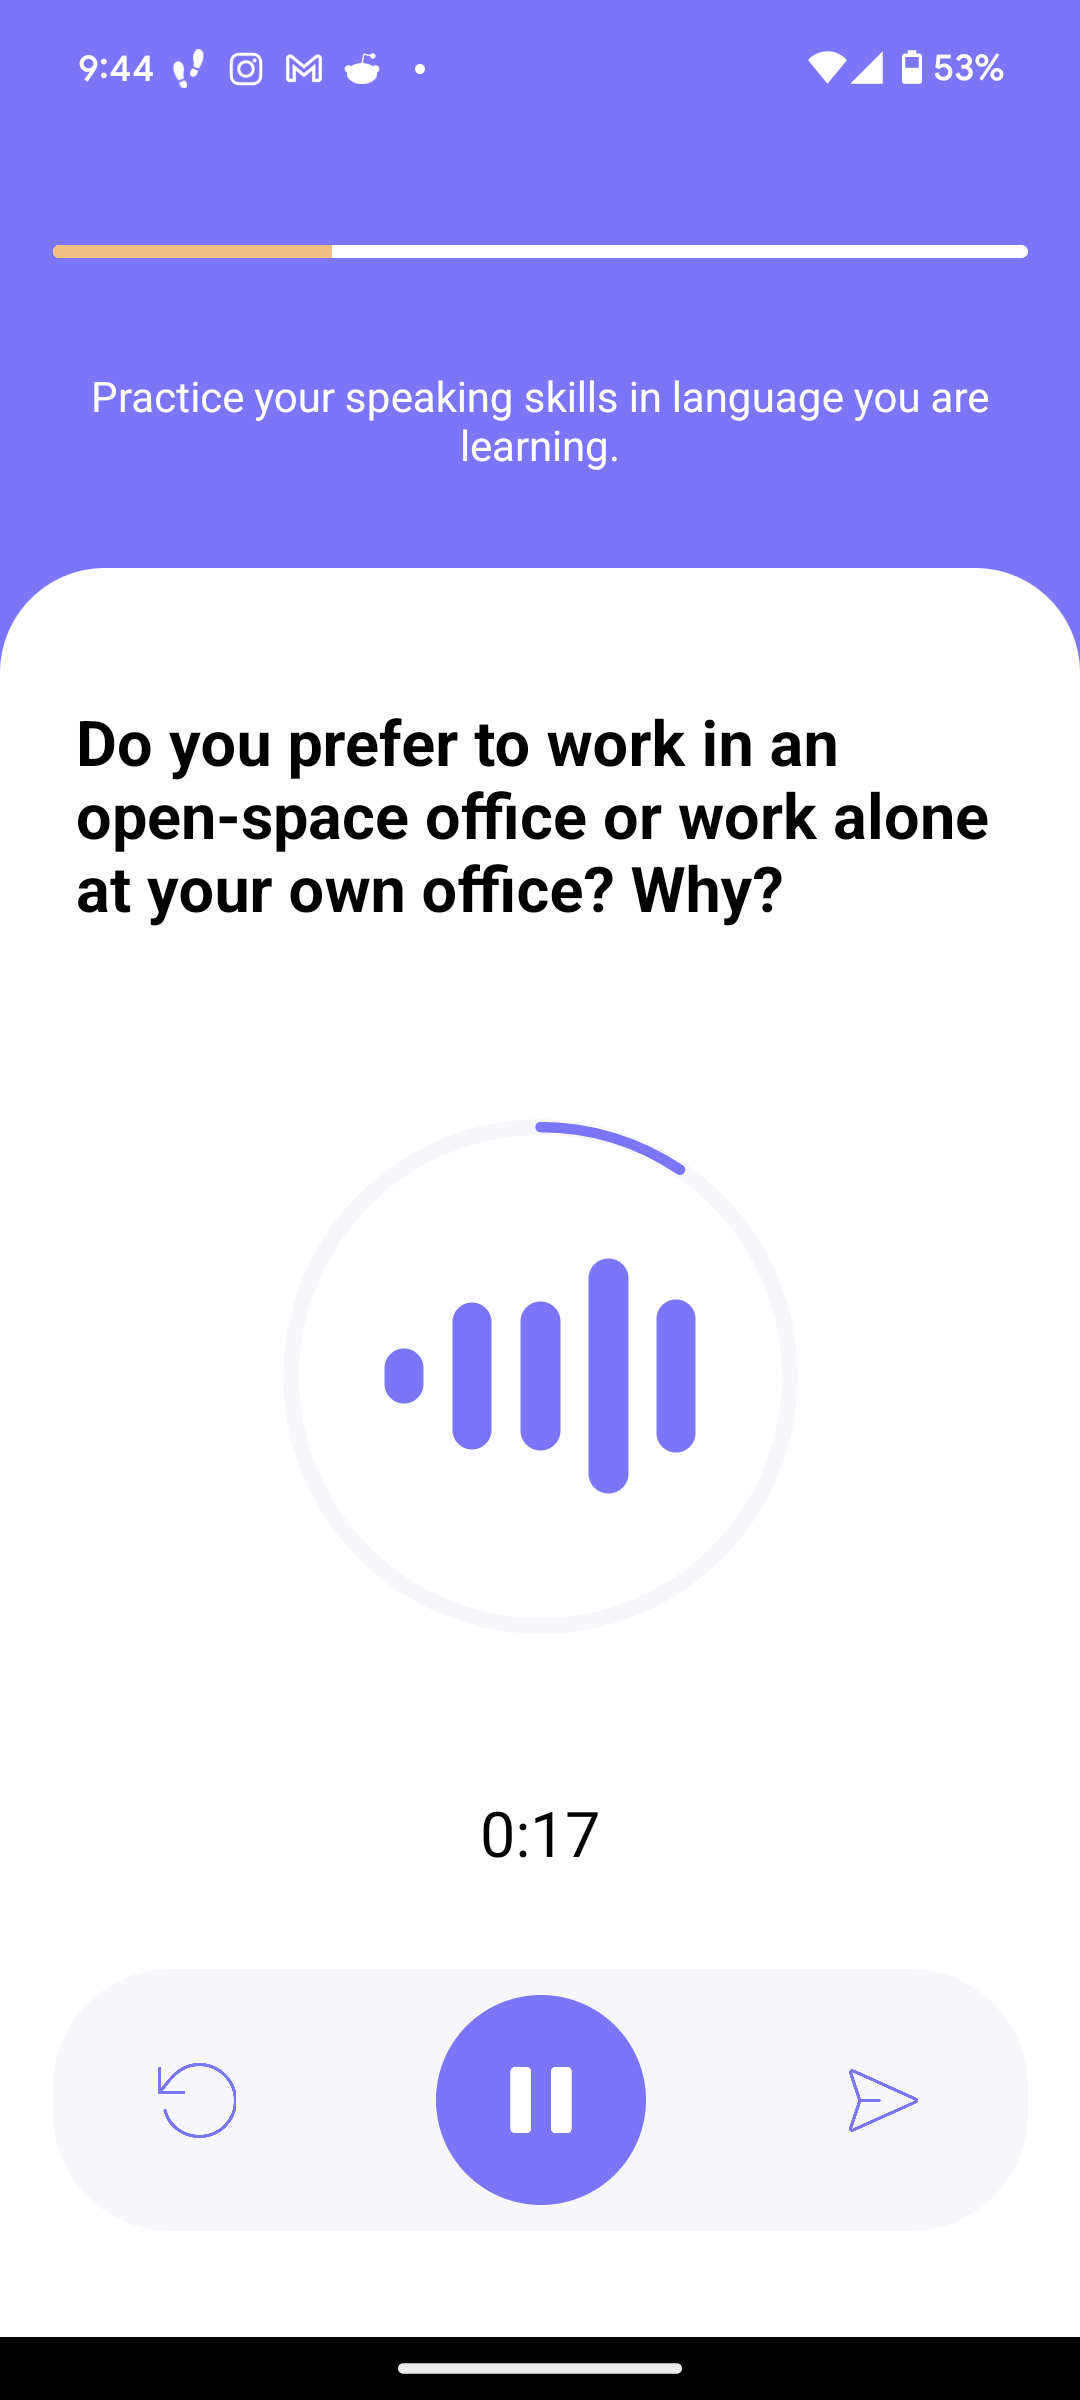 9:44
53%
Practice your speaking skills in language you are
learning.
Do you prefer to work in an
open-space office or work alone
at your own office? Why?
0:17